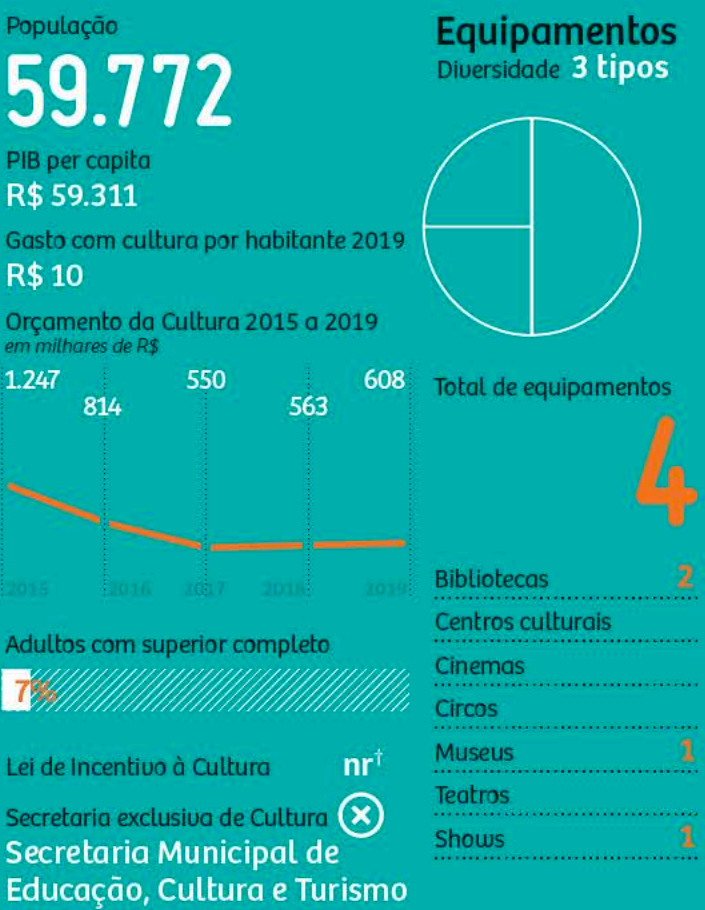 População
59.772
PIB per capita
R$ 59.311
Gasto com cultura por habitante 2019
R$ 10
Orçamento da Cultura 2015 a 2019
em milhares de R$
1.247
814
550
563
608
2015
2016
2017
2018
2019
Adultos com superior completo
7%
Lei de Incentivo à Cultura nr†
Secretaria exclusiva de Cultura
Secretaria Municipal de
Educação, Cultura e Turismo
Equipamentos
Diversidade 3 tipos
Total de equipamentos
4
Bibliotecas 2
Centros culturais
Cinemas
Circos
Museus 1
Teatros
Shows 1